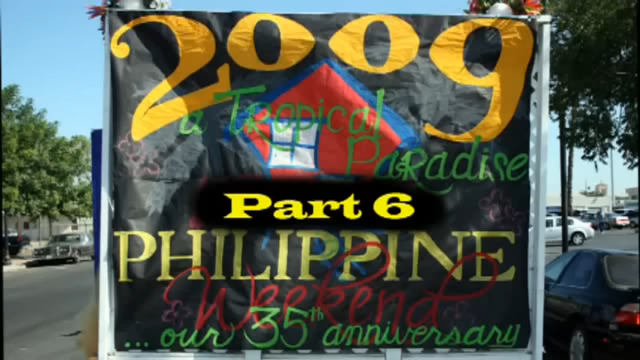 2009
a Tropical
Paradise
Part 6
PHILIPPINE
Weekend
... our 35th anniversary